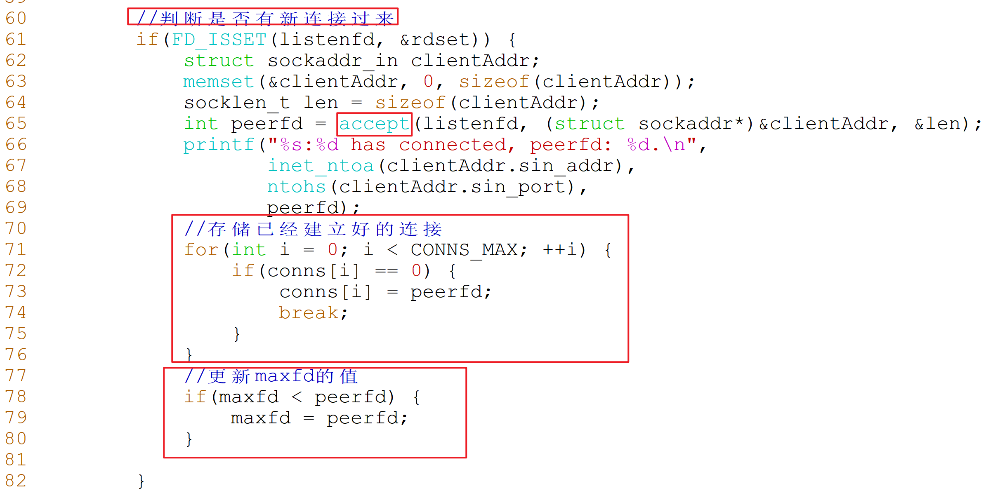 60 //判断是否有新连接过来
61 if(FD_ISSET(listenfd, &rdset)) {
62 struct sockaddr_in clientAddr;
63 memset(&clientAddr, 0, sizeof(clientAddr));
64 socklen_t len = sizeof(clientAddr);
65 int peerfd = accept(listenfd, (struct sockaddr*)&clientAddr, &len);
66 printf("%s:%d has connected, peerfd: %d.\n",
67 inet_ntoa(clientAddr.sin_addr),
68 ntohs(clientAddr.sin_port),
69 peerfd);
70 //存储已经建立好的连接
71 for(int i = 0; i < CONNS_MAX; ++i) {
72 if(conns[i] == 0) {
73 conns[i] = peerfd;
74 break;
75 }
76 }
77 //更新maxfd的值
78 if(maxfd < peerfd) {
79 maxfd = peerfd;
80 }
81
82 }